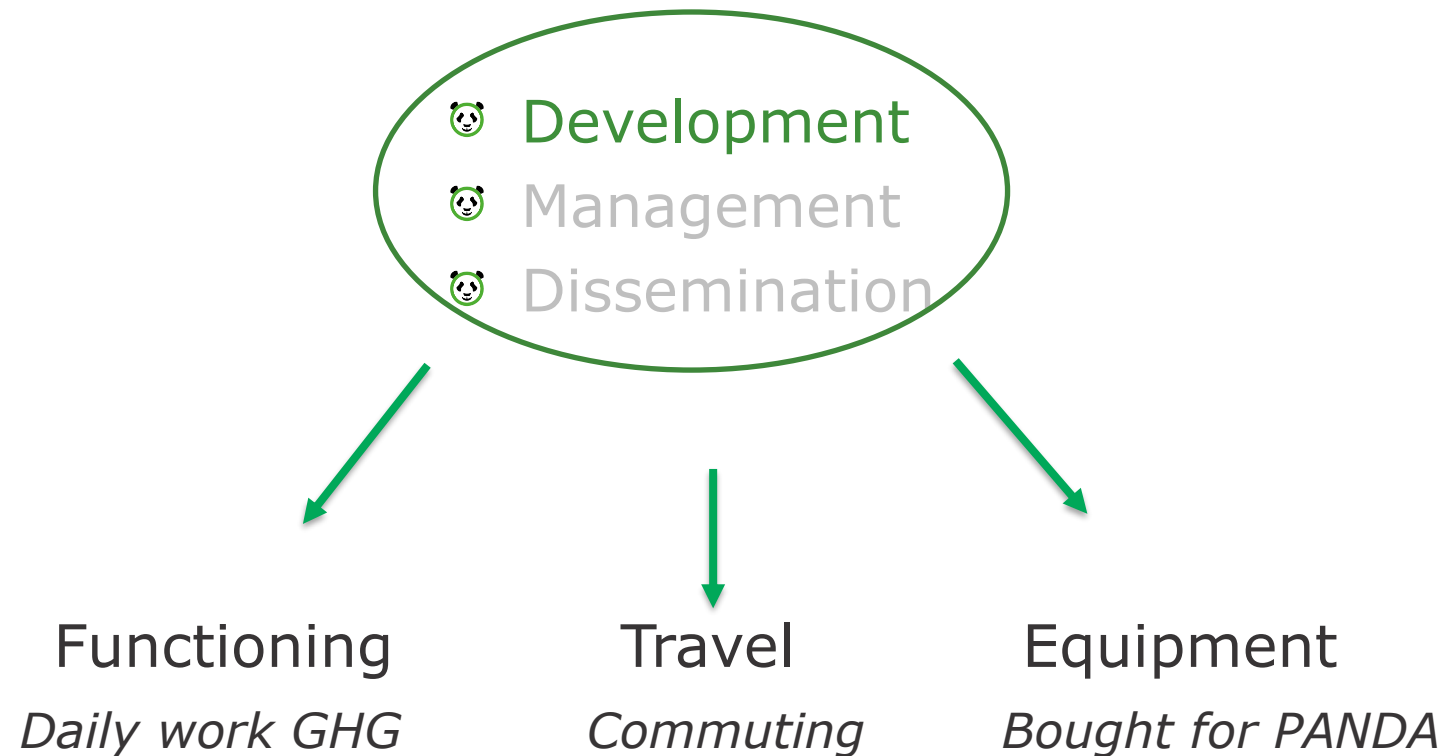 Development
Management
Dissemination
Functioning Travel Equipment
Daily work GHG Commuting Bought for PANDA